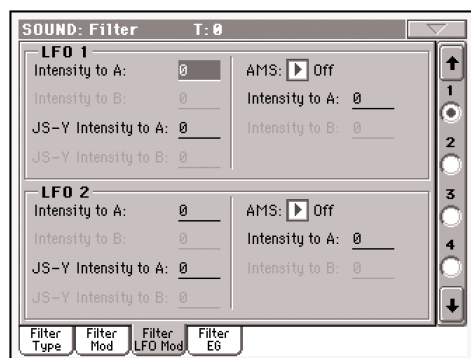 SOUND: Filter T: 0
LFO 1
Intensity to A: 0
Intensity to B: 0
JS-Y Intensity to A: 0
JS-Y Intensity to B: 0
AMS: Off
Intensity to A: 0
Intensity to B: 0
LFO 2
Intensity to A: 0
Intensity to B: 0
JS-Y Intensity to A: 0
JS-Y Intensity to B: 0
AMS: Off
Intensity to A: 0
Intensity to B: 0
1
2
3
4
Filter Type
Filter Mod
Filter LFO Mod
Filter EG